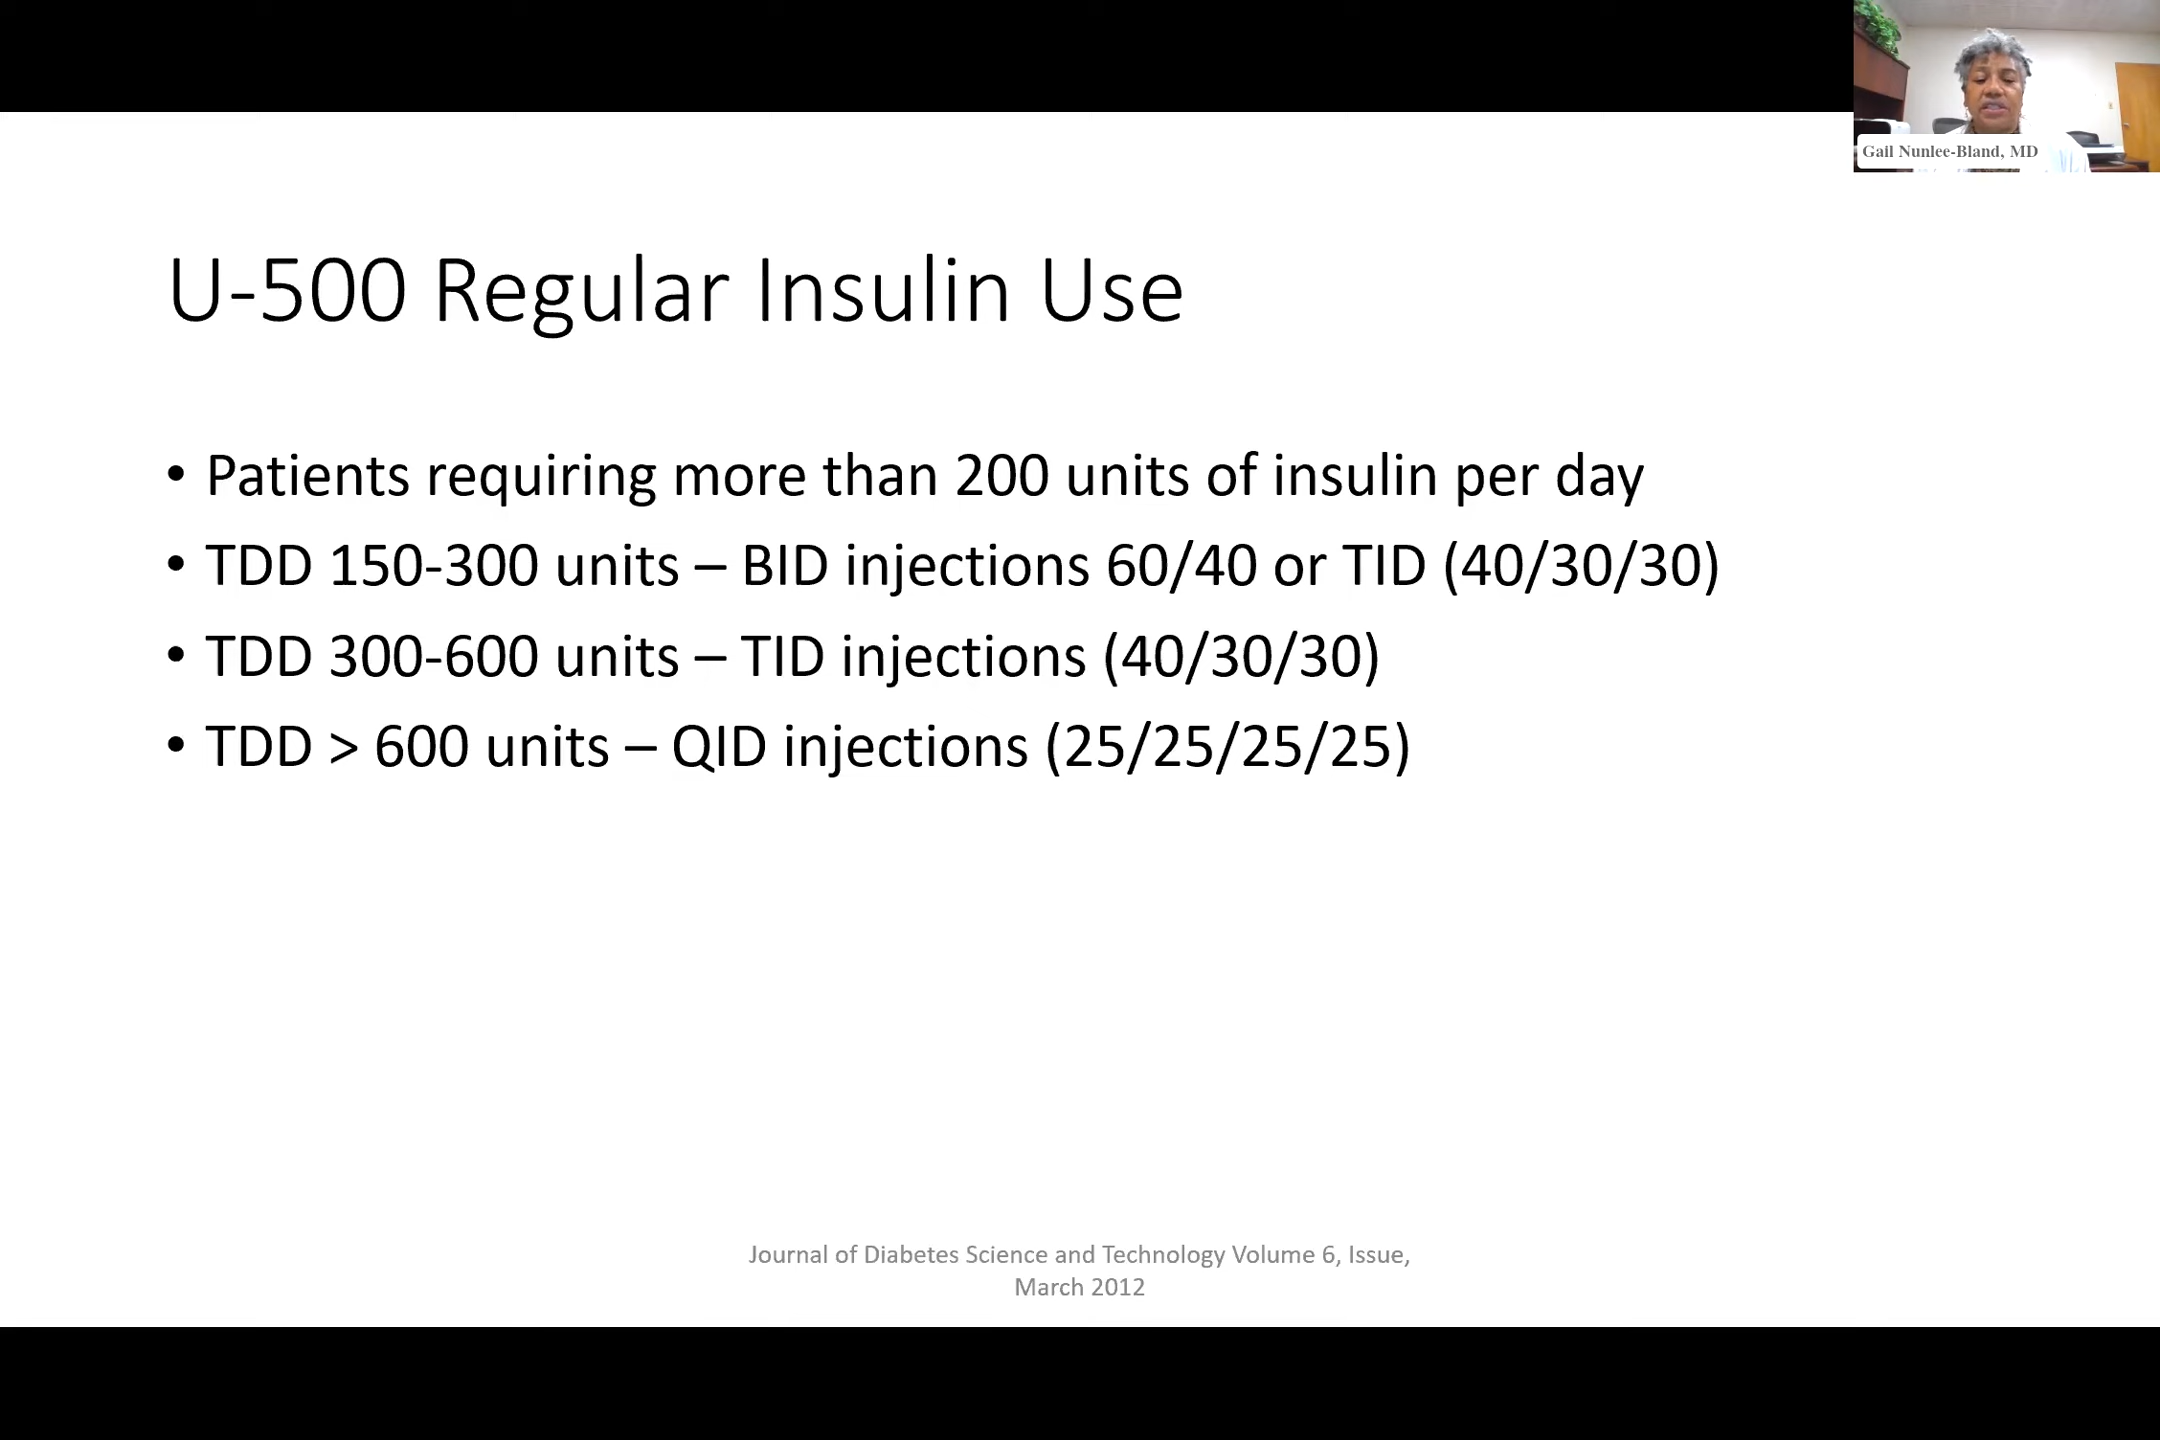 Gail Nunlee-Bland, MD
U-500 Regular Insulin Use
• Patients requiring more than 200 units of insulin per day
• TDD 150-300 units – BID injections 60/40 or TID (40/30/30)
• TDD 300-600 units – TID injections (40/30/30)
• TDD > 600 units – QID injections (25/25/25/25)
Journal of Diabetes Science and Technology Volume 6, Issue,
March 2012